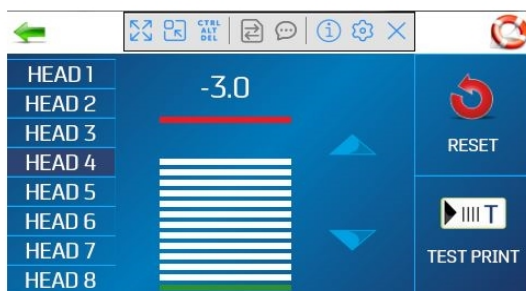 CTRL
ALT
DEL
HEAD 1
HEAD 2
HEAD 3
HEAD 4
HEAD 5
HEAD 6
HEAD 7
HEAD 8
-3.0
RESET
T
TEST PRINT